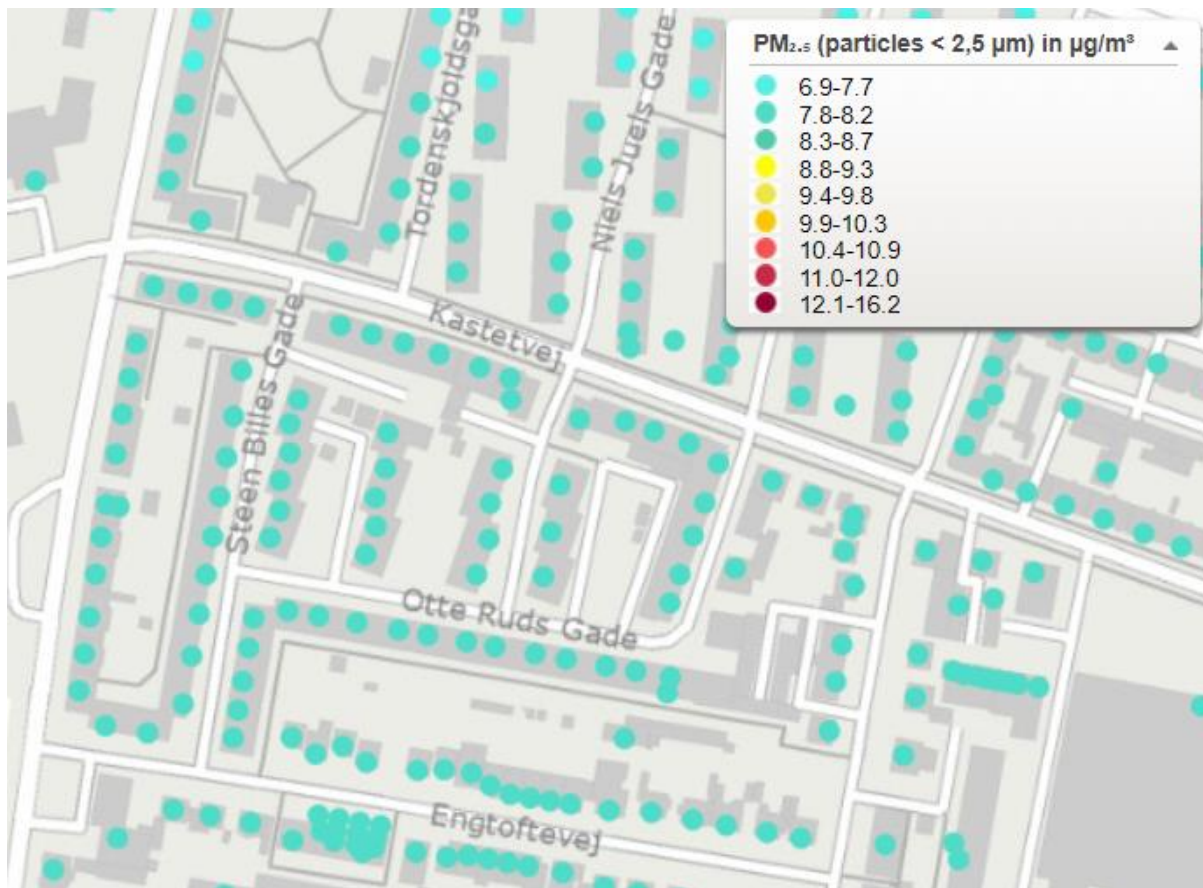 PM₂.₅ (particles < 2,5 µm) in µg/m³
6.9-7.7
7.8-8.2
8.3-8.7
8.8-9.3
9.4-9.8
9.9-10.3
10.4-10.9
11.0-12.0
12.1-16.2
Tordenskjoldsga
Niels Juels Gade
Kastetvej
Steen Billes Gade
Otte Ruds Gade
Engtoftevej